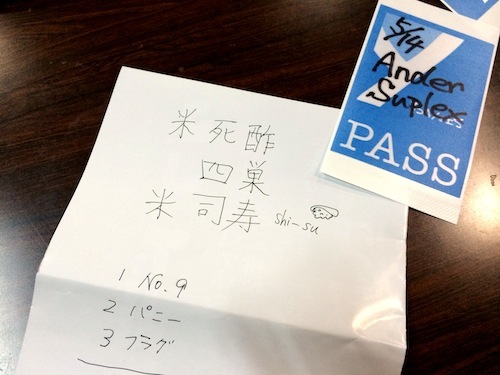 米 死酢
四巣
米 司寿 shi-su
1 No.9
2 パニー
3 フラグ
5/14
Ander
Suplex
PASS